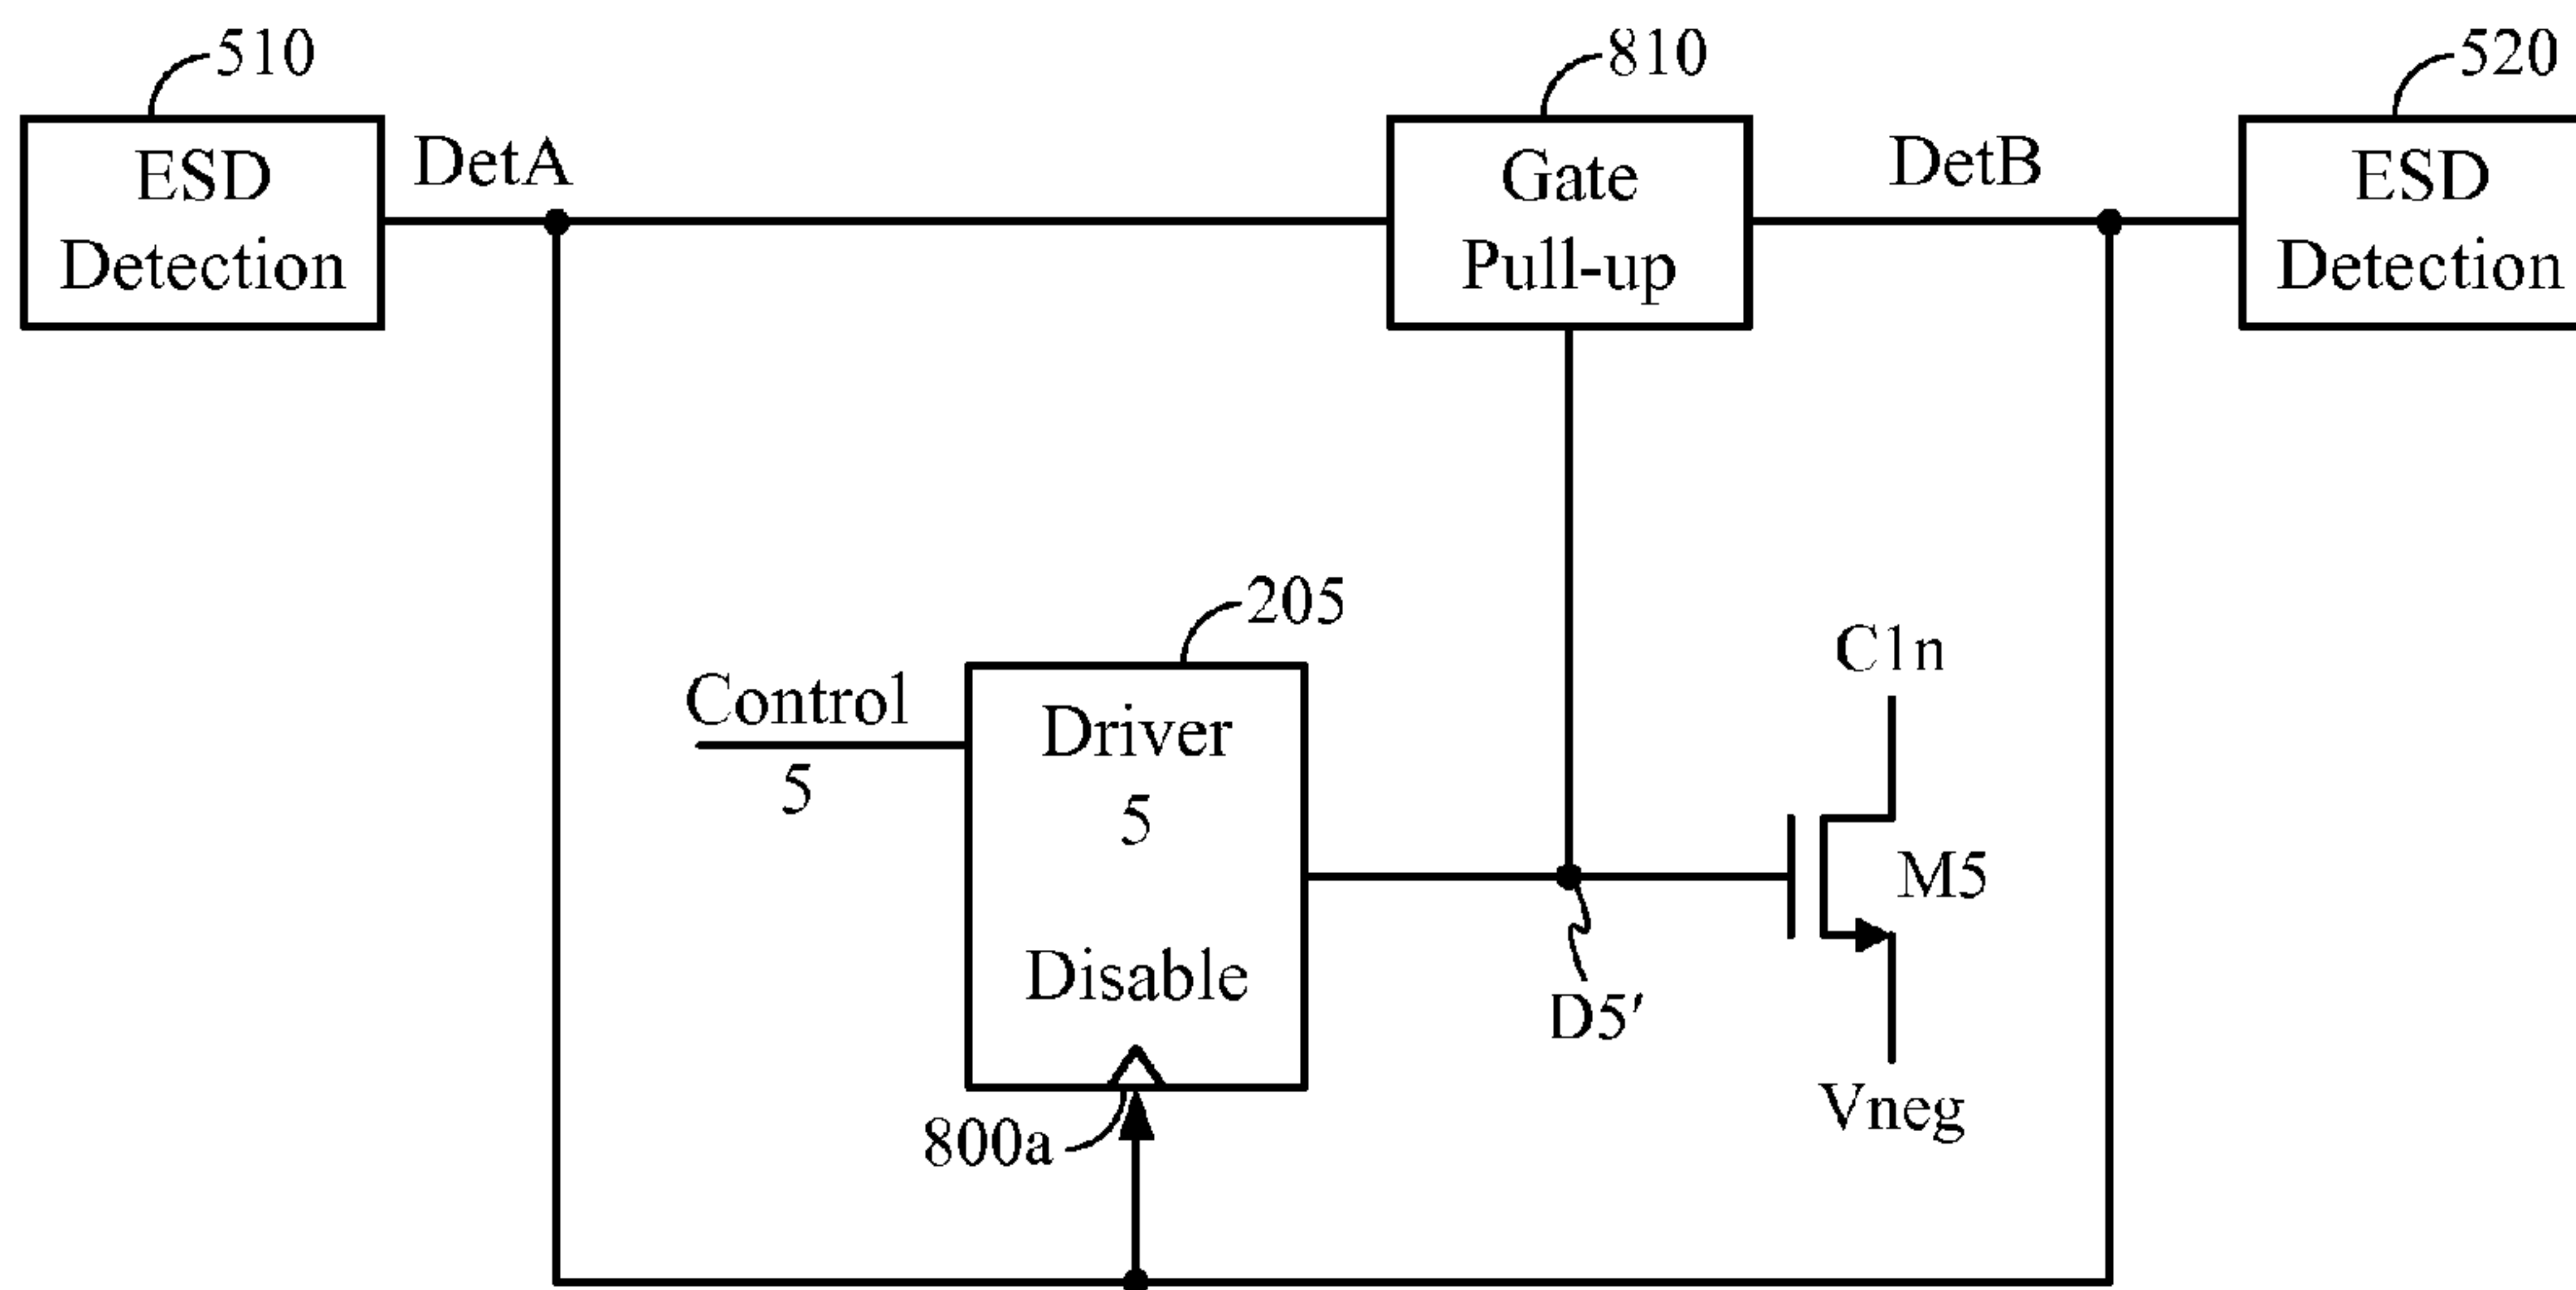 510
810
520
ESD
Detection
DetA
Gate
Pull-up
DetB
ESD
Detection
205
Control
5
Driver
5
Disable
C1n
M5
D5′
Vneg
800a